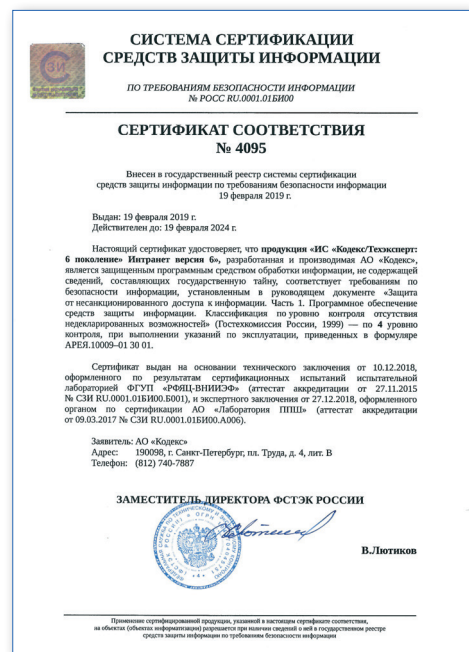 СИСТЕМА СЕРТИФИКАЦИИ
СРЕДСТВ ЗАЩИТЫ ИНФОРМАЦИИ
ПО ТРЕБОВАНИЯМ БЕЗОПАСНОСТИ ИНФОРМАЦИИ
№ РОСС RU.0001.01БИ00
СЕРТИФИКАТ СООТВЕТСТВИЯ
№ 4095
Внесен в государственный реестр системы сертификации
средств защиты информации по требованиям безопасности информации
19 февраля 2019 г.
Выдан: 19 февраля 2019 г.
Действителен до: 19 февраля 2024 г.
Настоящий сертификат удостоверяет, что продукция «ИС «Кодекс/Техэксперт:
6 поколение» Интранет версия 6», разработанная и производимая АО «Кодекс»,
является защищенным программным средством обработки информации, не содержащей
сведений, составляющих государственную тайну, соответствует требованиям по
безопасности информации, установленным в руководящем документе «Защита
от несанкционированного доступа к информации. Часть 1. Программное обеспечение
средств защиты информации. Классификация по уровню контроля отсутствия
недекларированных возможностей» (Гостехкомиссия России, 1999) — по 4 уровню
контроля, при выполнении указаний по эксплуатации, приведенных в формуляре
АРЕЯ.10009–01 30 01.
Сертификат выдан на основании технического заключения от 10.12.2018,
оформленного по результатам сертификационных испытаний испытательной
лабораторией ФГУП «РФЯЦ-ВНИИЭФ» (аттестат аккредитации от 27.11.2015
№ СЗИ RU.0001.01БИ00.Б001), и экспертного заключения от 27.12.2018, оформленного
органом по сертификации АО «Лаборатория ППШ» (аттестат аккредитации
от 09.03.2017 № СЗИ RU.0001.01БИ00.А006).
Заявитель: АО «Кодекс»
Адрес: 190098, г. Санкт-Петербург, пл. Труда, д. 4, лит. В
Телефон: (812) 740-7887
ЗАМЕСТИТЕЛЬ ДИРЕКТОРА ФСТЭК РОССИИ
В.Лютиков
Применение сертифицированной продукции, указанной в настоящем сертификате соответствия,
на объектах (объектах информатизации) разрешается при наличии сведений о ней в государственном реестре
средств защиты информации по требованиям безопасности информации